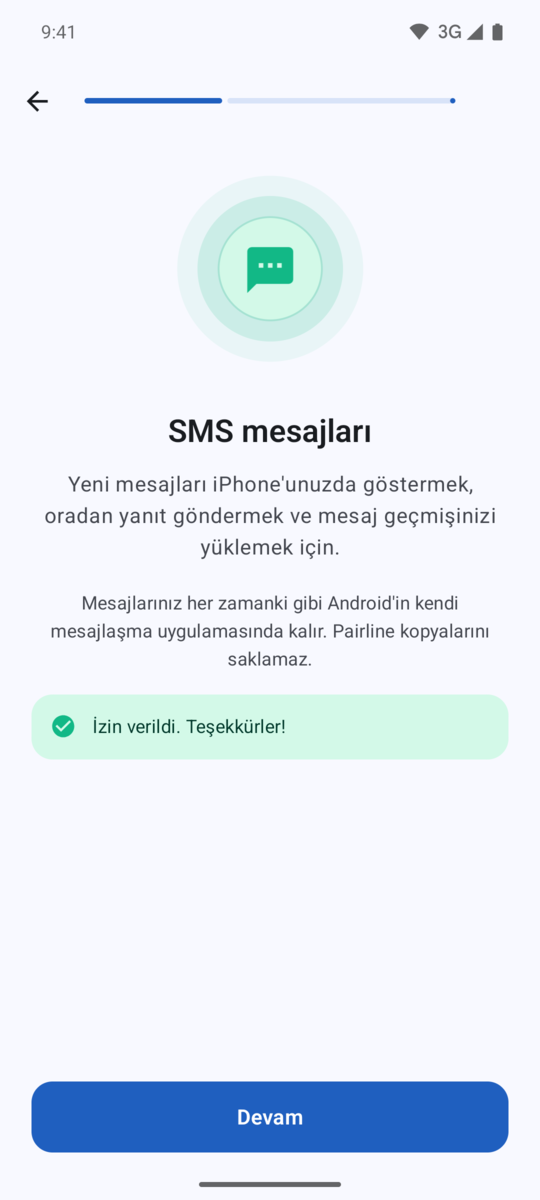 9:41
3G
SMS mesajları
Yeni mesajları iPhone'unuzda göstermek,
oradan yanıt göndermek ve mesaj geçmişinizi
yüklemek için.
Mesajlarınız her zamanki gibi Android'in kendi
mesajlaşma uygulamasında kalır. Pairline kopyalarını
saklamaz.
İzin verildi. Teşekkürler!
Devam